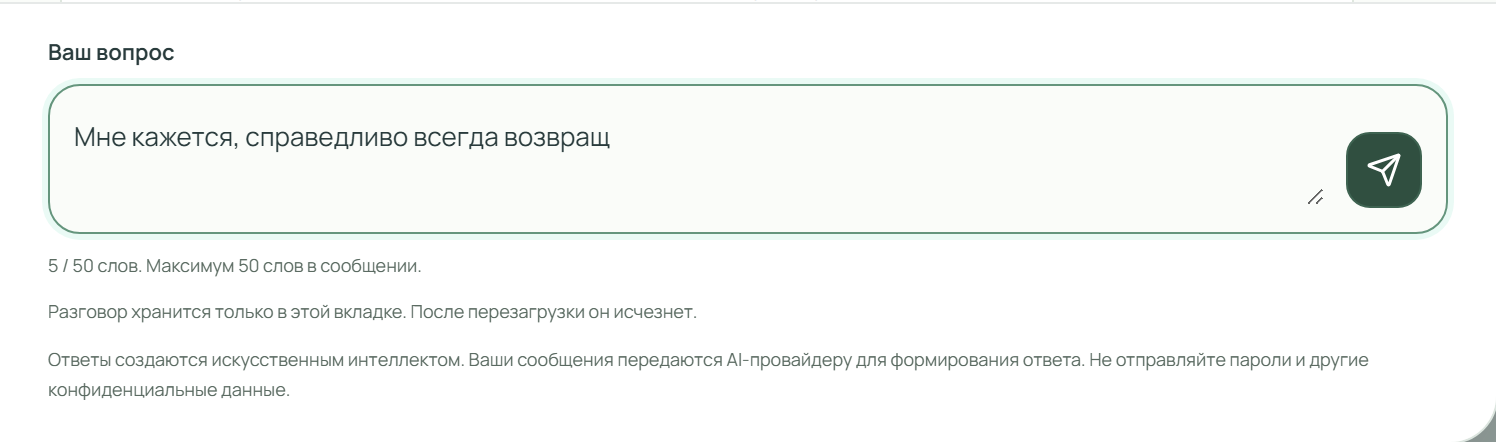 Ваш вопрос
Мне кажется, справедливо всегда возвращ
5 / 50 слов. Максимум 50 слов в сообщении.
Разговор хранится только в этой вкладке. После перезагрузки он исчезнет.
Ответы создаются искусственным интеллектом. Ваши сообщения передаются AI-провайдеру для формирования ответа. Не отправляйте пароли и другие
конфиденциальные данные.